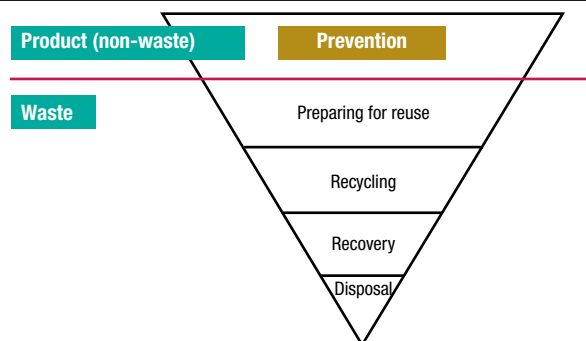 Product (non-waste)
Prevention
Waste
Preparing for reuse
Recycling
Recovery
Disposal